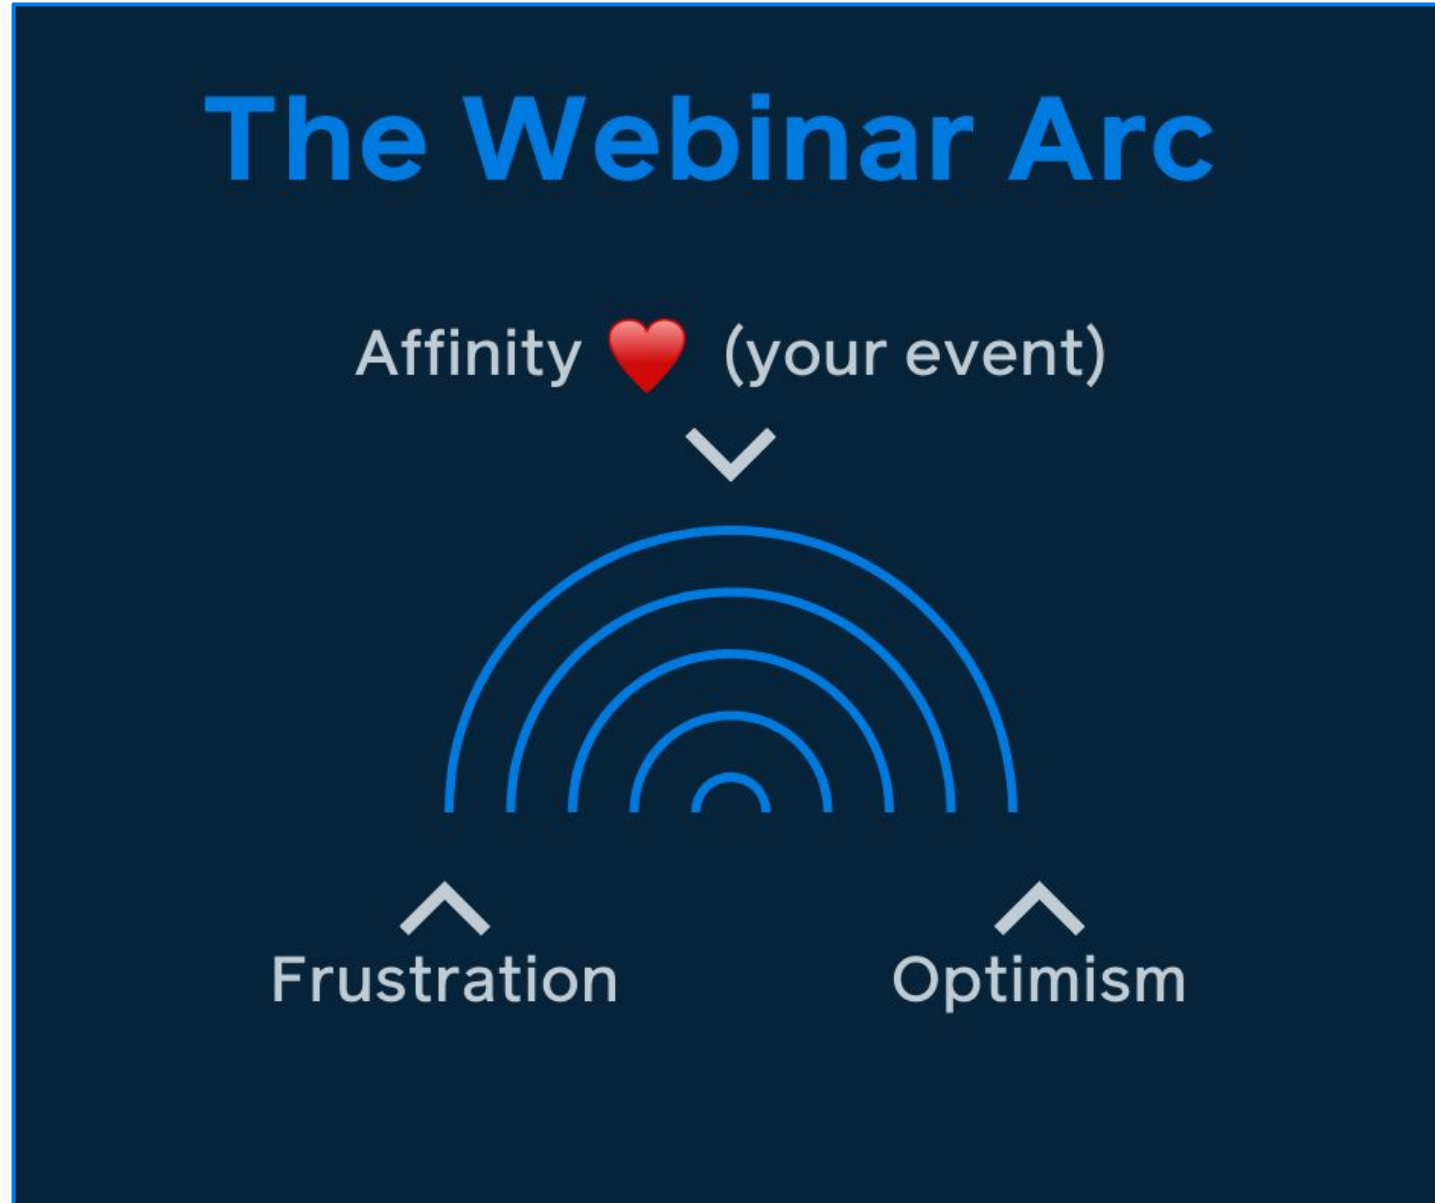 The Webinar Arc
Affinity ❤️ (your event)
Frustration
Optimism